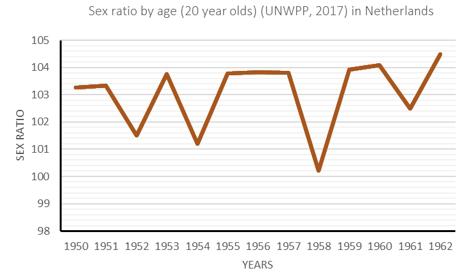 Sex ratio by age (20 year olds) (UNWPP, 2017) in Netherlands
105
104
103
102
101
100
99
98
SEX RATIO
1950 1951 1952 1953 1954 1955 1956 1957 1958 1959 1960 1961 1962
YEARS